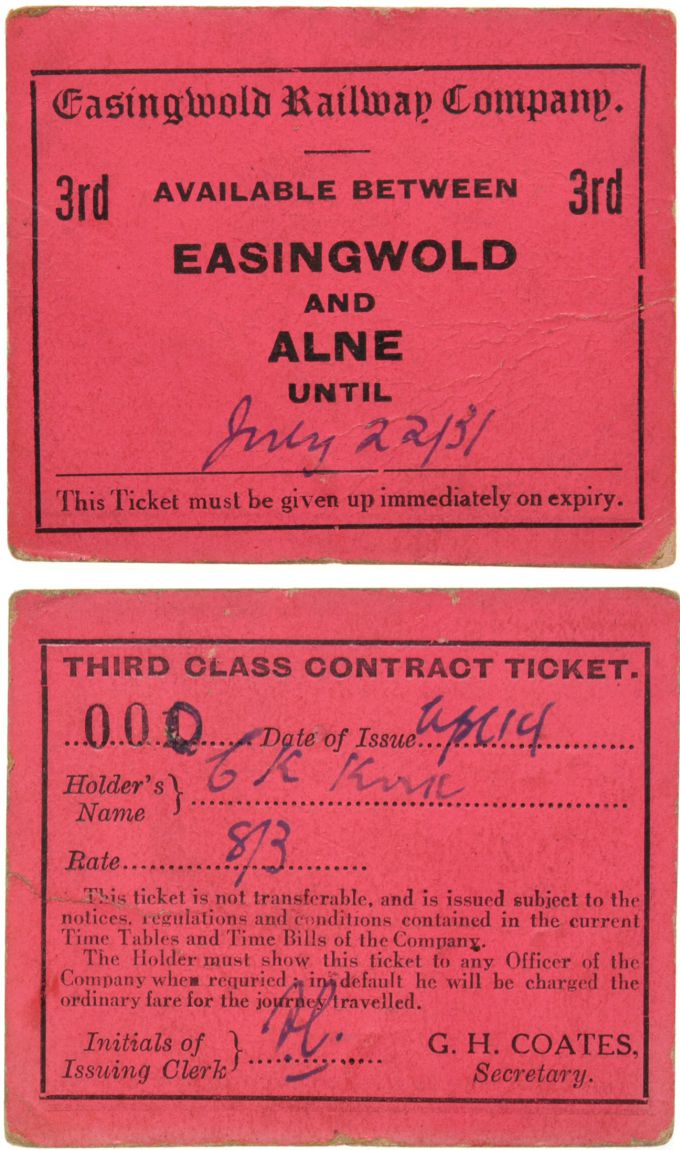 Easingwold Railway Company.
3rd AVAILABLE BETWEEN 3rd
EASINGWOLD
AND
ALNE
UNTIL
July 22/31
This Ticket must be given up immediately on expiry.
THIRD CLASS CONTRACT TICKET.
000 Date of Issue Apl 14
Holder's Name } C K Kirk
Rate 8/3
This ticket is not transferable, and is issued subject to the
notices, regulations and conditions contained in the current
Time Tables and Time Bills of the Company.
The Holder must show this ticket to any Officer of the
Company when requried ; in default he will be charged the
ordinary fare for the journey travelled.
Initials of Issuing Clerk }
G. H. COATES,
Secretary.